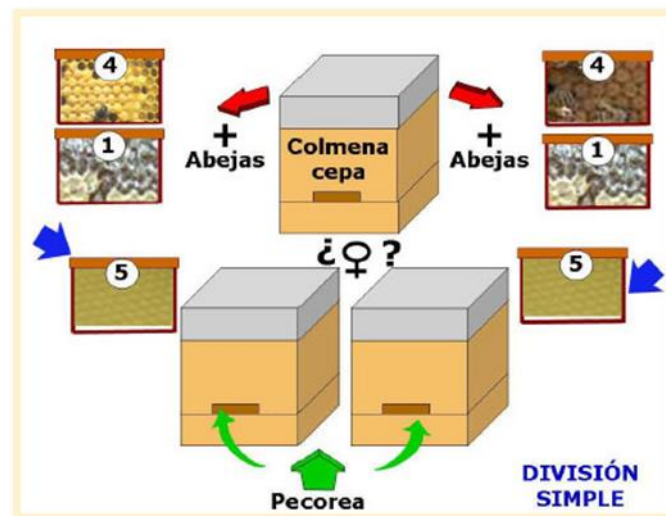 4
4
1
1
+
Abejas
Colmena
cepa
+
Abejas
¿♀?
5
5
Pecorea
DIVISIÓN
SIMPLE